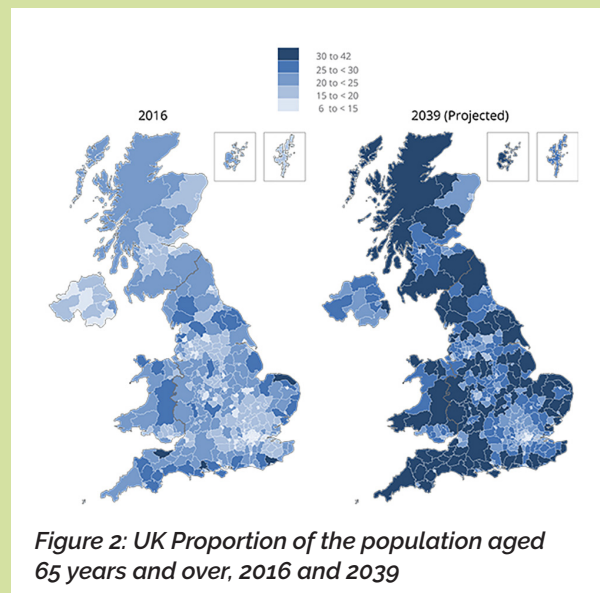 30 to 42
25 to < 30
20 to < 25
15 to < 20
6 to < 15
2016
2039 (Projected)
Figure 2: UK Proportion of the population aged
65 years and over, 2016 and 2039